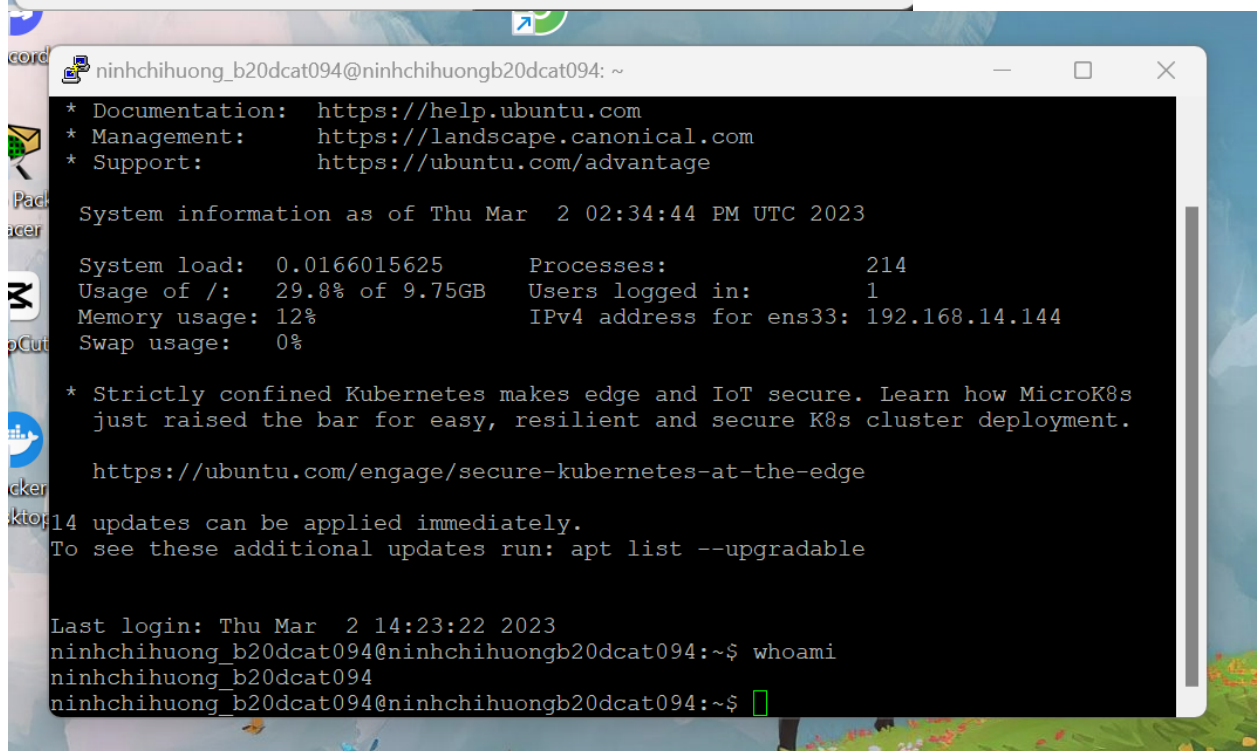 cord
ninhchihuong_b20dcat094@ninhchihuongb20dcat094: ~
* Documentation:  https://help.ubuntu.com
* Management:     https://landscape.canonical.com
* Support:        https://ubuntu.com/advantage
Pack
acer
System information as of Thu Mar  2 02:34:44 PM UTC 2023
System load:  0.0166015625     Processes:              214
Usage of /:   29.8% of 9.75GB   Users logged in:        1
Memory usage: 12%              IPv4 address for ens33: 192.168.14.144
pCut
Swap usage:   0%
* Strictly confined Kubernetes makes edge and IoT secure. Learn how MicroK8s
just raised the bar for easy, resilient and secure K8s cluster deployment.
https://ubuntu.com/engage/secure-kubernetes-at-the-edge
cker
ktop
14 updates can be applied immediately.
To see these additional updates run: apt list --upgradable
Last login: Thu Mar  2 14:23:22 2023
ninhchihuong_b20dcat094@ninhchihuongb20dcat094:~$ whoami
ninhchihuong_b20dcat094
ninhchihuong_b20dcat094@ninhchihuongb20dcat094:~$